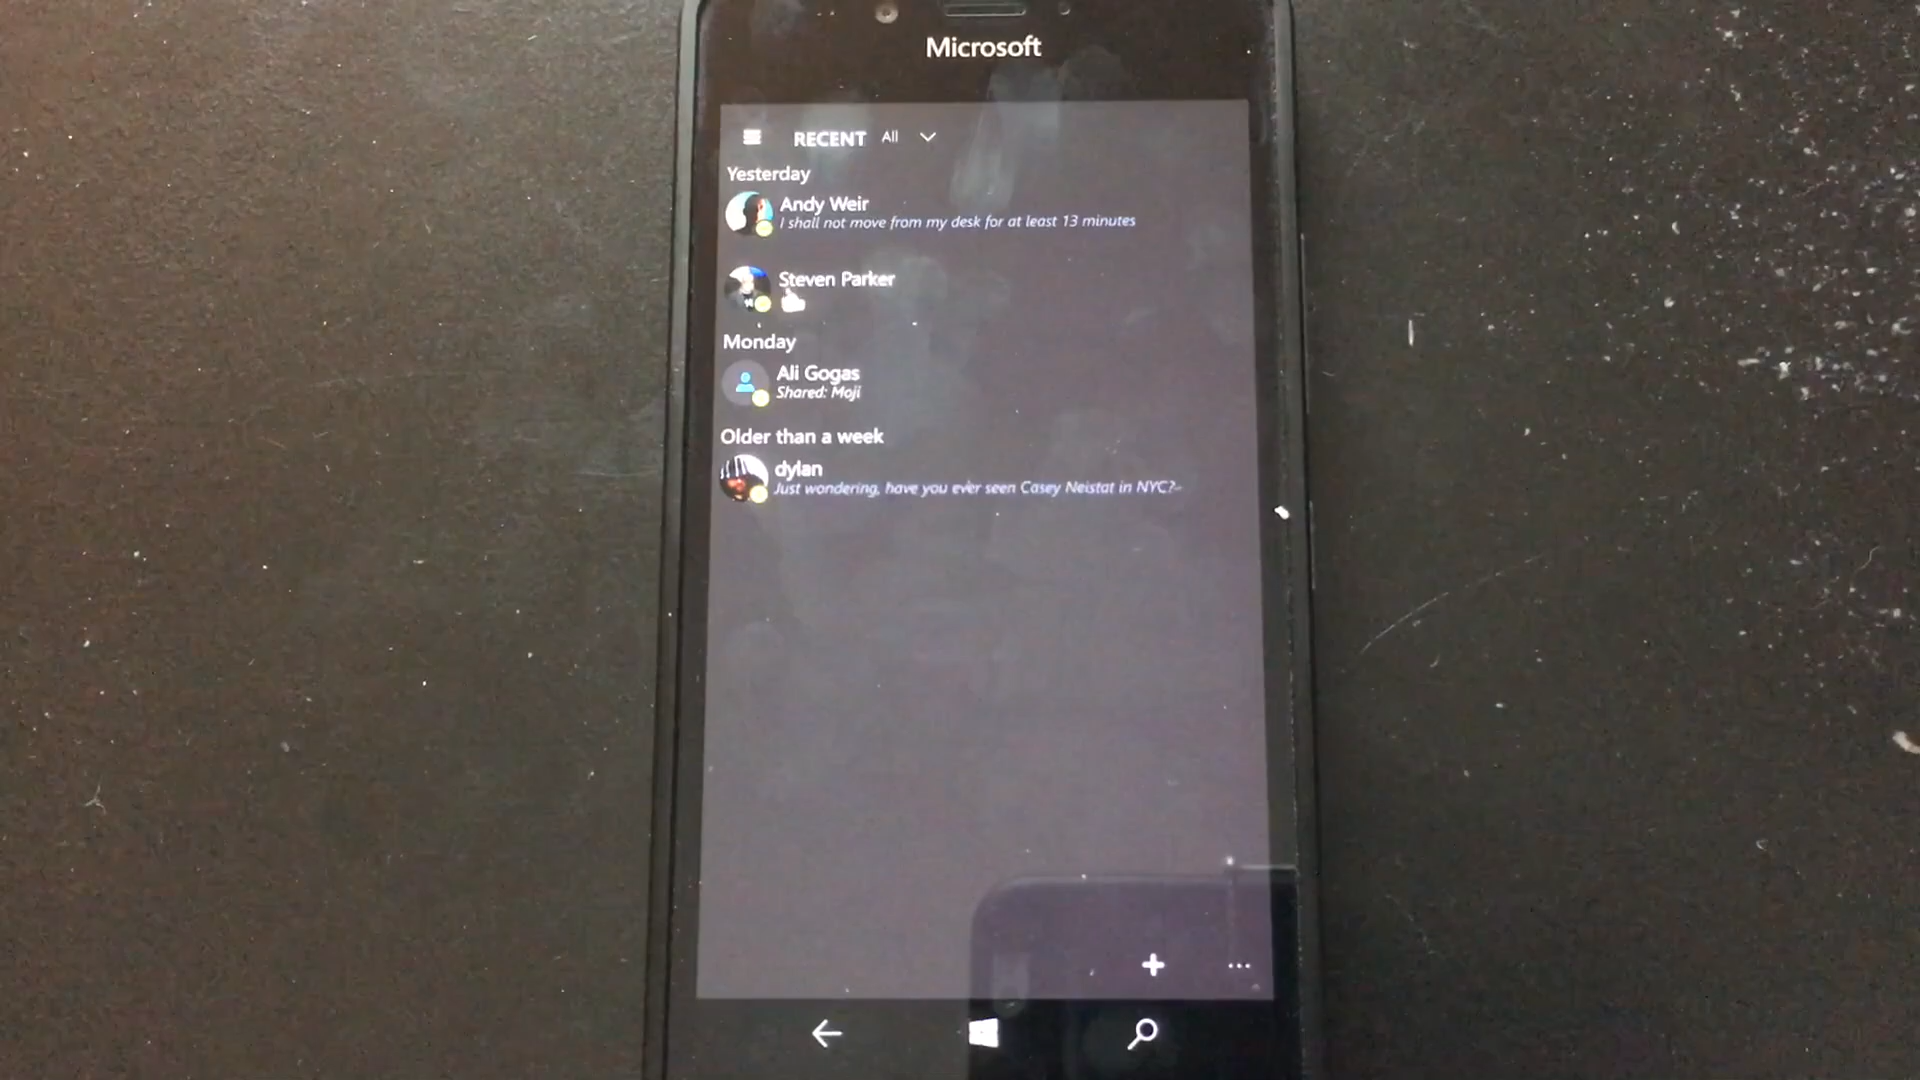 Microsoft
RECENT All
Yesterday
Andy Weir
I shall not move from my desk for at least 13 minutes
Steven Parker
Monday
Ali Gogas
Shared: Moji
Older than a week
dylan
Just wondering, have you ever seen Casey Neistat in NYC?